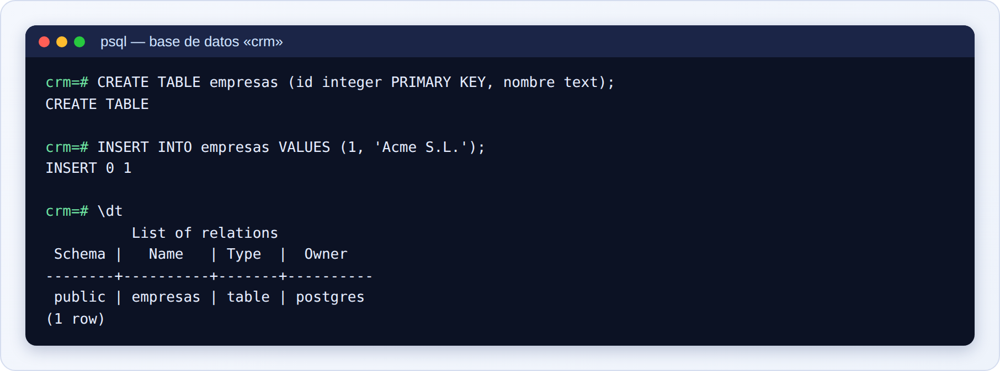 psql — base de datos «crm»
crm=# CREATE TABLE empresas (id integer PRIMARY KEY, nombre text);
CREATE TABLE
crm=# INSERT INTO empresas VALUES (1, 'Acme S.L.');
INSERT 0 1
crm=# \dt
          List of relations
 Schema |   Name   | Type  |  Owner
--------+----------+-------+----------
 public | empresas | table | postgres
(1 row)